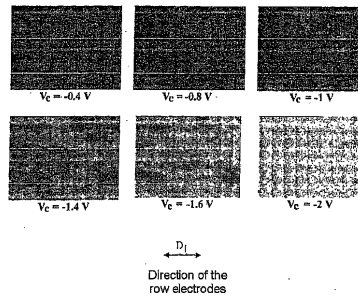 Vc = -0.4 V
Vc = -0.8 V
Vc = -1 V
Vc = -1.4 V
Vc = -1.6 V
Vc = -2 V
D1
Direction of the
row electrodes